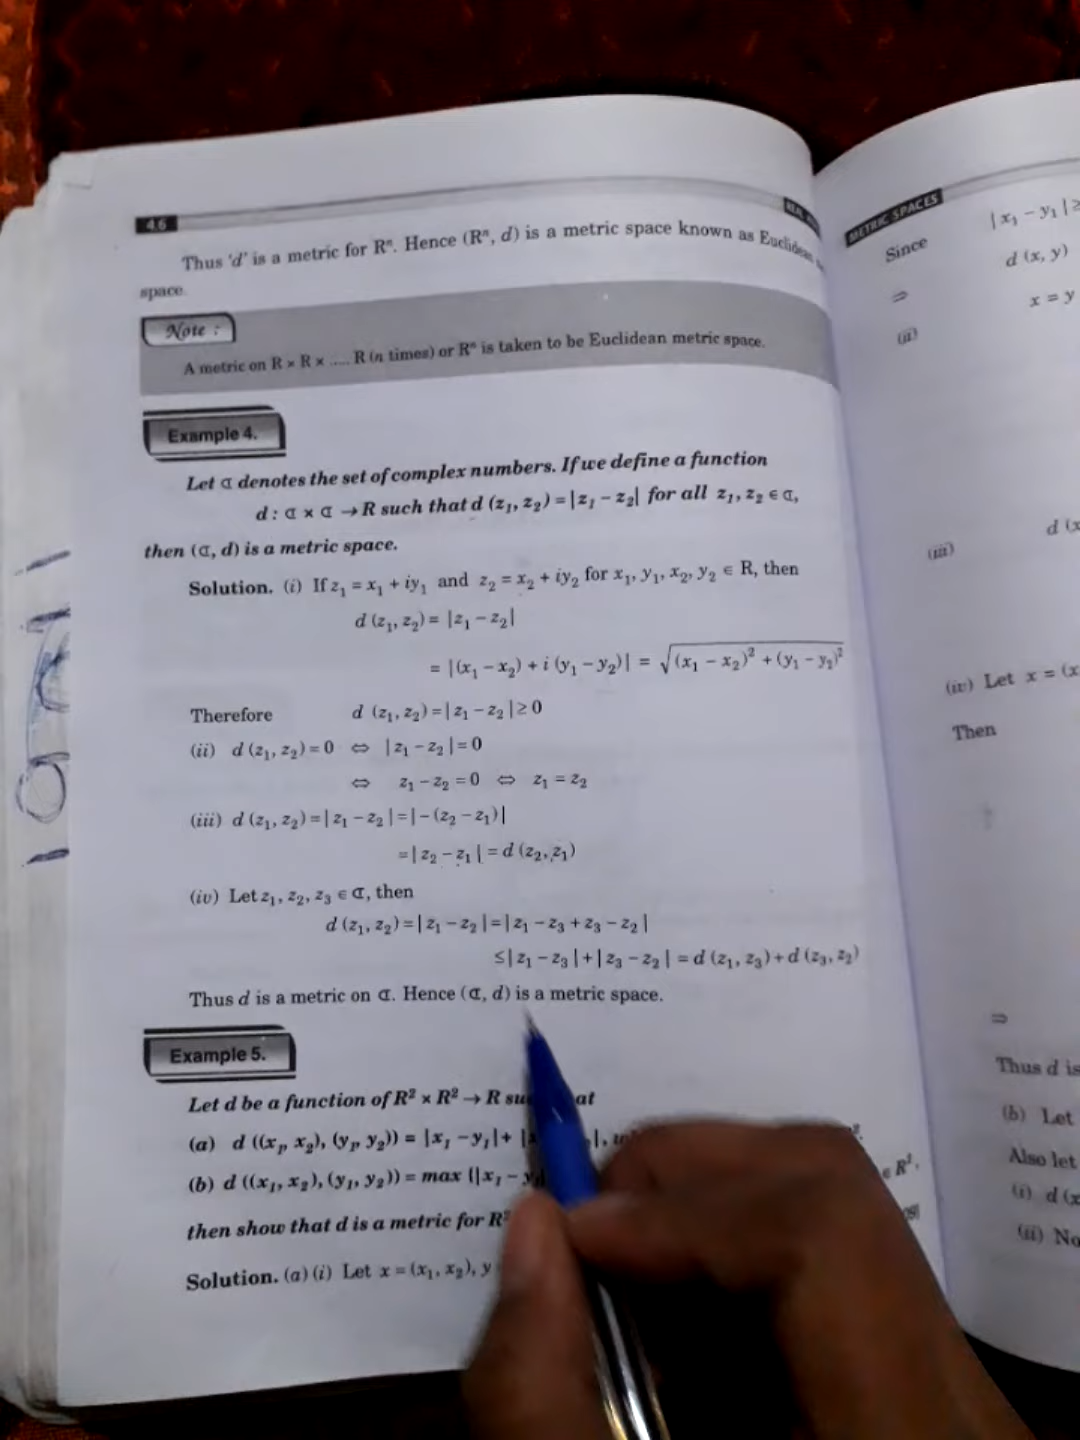 4.6
Thus 'd' is a metric for Rⁿ. Hence (Rⁿ, d) is a metric space known as Euclidean
space.
Note :
A metric on R × R × ..... R (n times) or Rⁿ is taken to be Euclidean metric space.
Example 4.
Let ℂ denotes the set of complex numbers. If we define a function
d : ℂ × ℂ → R such that d (z₁, z₂) = |z₁ – z₂| for all z₁, z₂ ∈ ℂ,
then (ℂ, d) is a metric space.
Solution. (i) If z₁ = x₁ + iy₁ and z₂ = x₂ + iy₂ for x₁, y₁, x₂, y₂ ∈ R, then
d (z₁, z₂) = |z₁ – z₂|
= |(x₁ – x₂) + i (y₁ – y₂)| = √((x₁ – x₂)² + (y₁ – y₂)²)
Therefore d (z₁, z₂) = | z₁ – z₂ | ≥ 0
(ii) d (z₁, z₂) = 0 ⇔ | z₁ – z₂ | = 0
⇔ z₁ – z₂ = 0 ⇔ z₁ = z₂
(iii) d (z₁, z₂) = | z₁ – z₂ | = | – (z₂ – z₁) |
= | z₂ – z₁ | = d (z₂, z₁)
(iv) Let z₁, z₂, z₃ ∈ ℂ, then
d (z₁, z₂) = | z₁ – z₂ | = | z₁ – z₃ + z₃ – z₂ |
≤ | z₁ – z₃ | + | z₃ – z₂ | = d (z₁, z₃) + d (z₃, z₂)
Thus d is a metric on ℂ. Hence (ℂ, d) is a metric space.
Example 5.
Let d be a function of R² × R² → R
(a) d ((x₁, x₂), (y₁, y₂)) = |x₁ – y₁| +
(b) d ((x₁, x₂), (y₁, y₂)) = max {|x₁ –
∈ R².
then show that d is a metric for R²
Solution. (a) (i) Let x = (x₁, x₂), y
METRIC SPACES
Since | x₁ – y₁ | ≥
d (x, y)
⇒ x = y
(ii)
(iii) d (x
(iv) Let x = (x
Then
⇒
Thus d is
(b) Let
Also let
(i) d (x
(ii) No